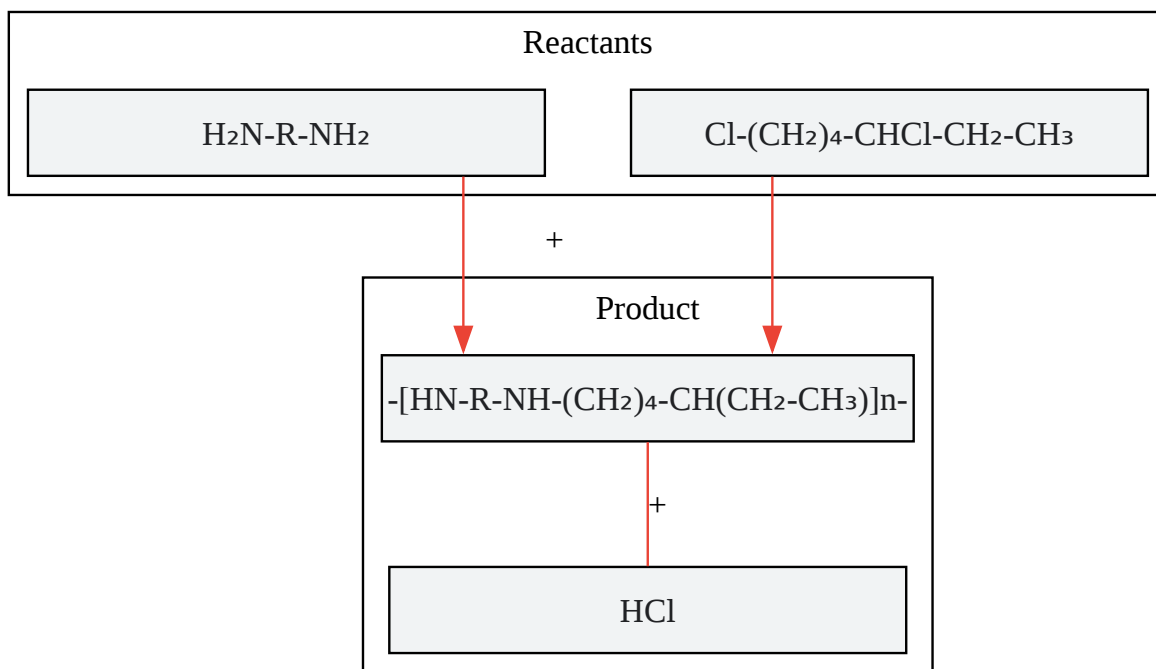 Reactants
H₂N-R-NH₂
Cl-(CH₂)₄-CHCl-CH₂-CH₃
+
Product
-[HN-R-NH-(CH₂)₄-CH(CH₂-CH₃)]n-
+
HCl